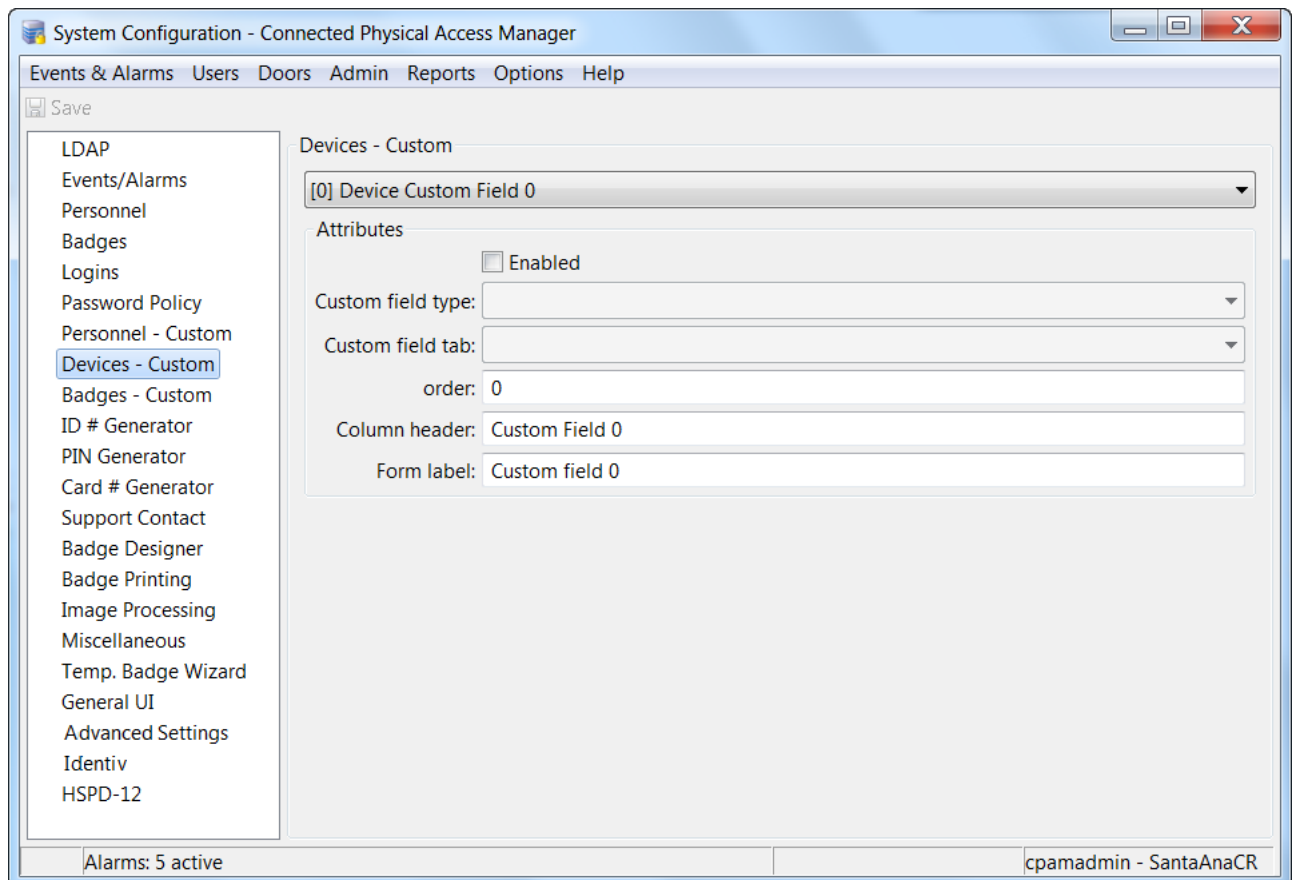 System Configuration - Connected Physical Access Manager
Events & Alarms Users Doors Admin Reports Options Help
Save
LDAP
Events/Alarms
Personnel
Badges
Logins
Password Policy
Personnel - Custom
Devices - Custom
Badges - Custom
ID # Generator
PIN Generator
Card # Generator
Support Contact
Badge Designer
Badge Printing
Image Processing
Miscellaneous
Temp. Badge Wizard
General UI
Advanced Settings
Identiv
HSPD-12
Devices - Custom
[0] Device Custom Field 0
Attributes
Enabled
Custom field type:
Custom field tab:
order: 0
Column header: Custom Field 0
Form label: Custom field 0
Alarms: 5 active
cpamadmin - SantaAnaCR